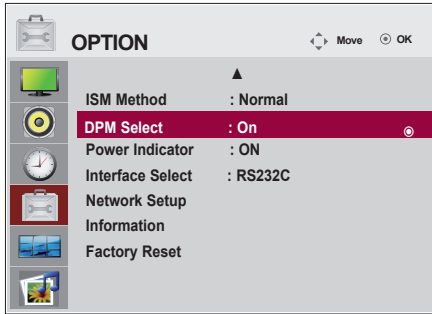 OPTION Move OK
▲
ISM Method : Normal
DPM Select : On
Power Indicator : ON
Interface Select : RS232C
Network Setup
Information
Factory Reset